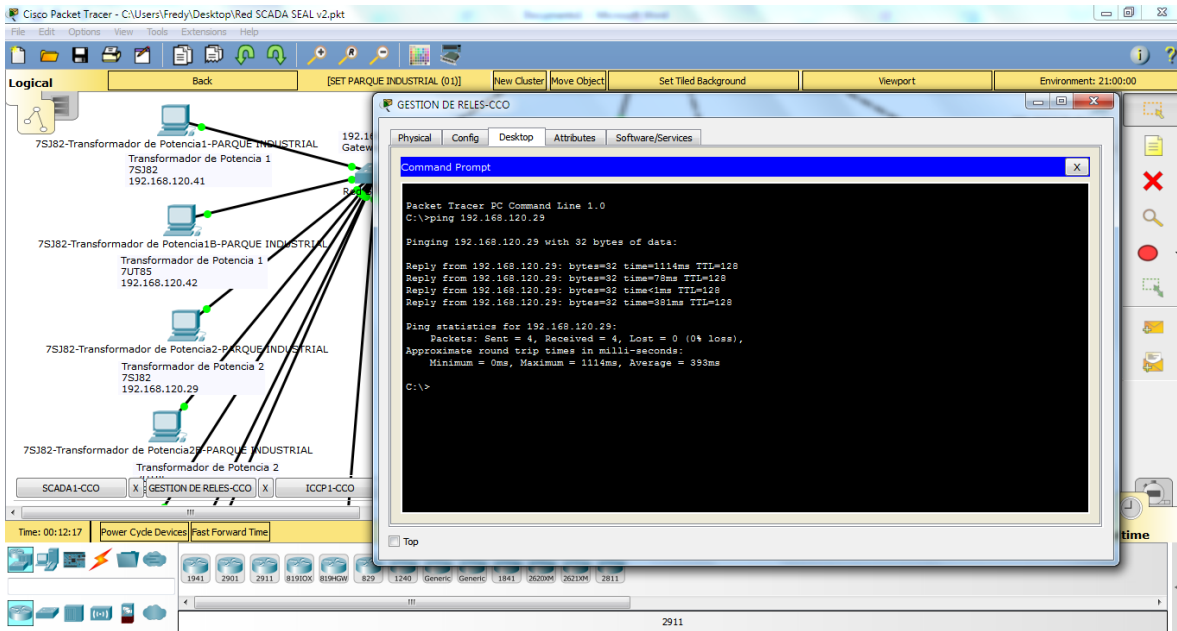 Cisco Packet Tracer - C:\Users\Fredy\Desktop\Red SCADA SEAL v2.pkt
File Edit Options View Tools Extensions Help
Logical
Back
[SET PARQUE INDUSTRIAL (01)]
New Cluster
Move Object
Set Tiled Background
Viewport
Environment: 21:00:00
7SJ82-Transformador de Potencia1-PARQUE INDUSTRIAL
Transformador de Potencia 1
7SJ82
192.168.120.41
7SJ82-Transformador de Potencia1B-PARQUE INDUSTRIAL
Transformador de Potencia 1
7UT85
192.168.120.42
7SJ82-Transformador de Potencia2-PARQUE INDUSTRIAL
Transformador de Potencia 2
7SJ82
192.168.120.29
7SJ82-Transformador de Potencia2B-PARQUE INDUSTRIAL
Transformador de Potencia 2
GESTION DE RELES-CCO
Physical Config Desktop Attributes Software/Services
Command Prompt
X
Packet Tracer PC Command Line 1.0
C:\>ping 192.168.120.29
Pinging 192.168.120.29 with 32 bytes of data:
Reply from 192.168.120.29: bytes=32 time=1114ms TTL=128
Reply from 192.168.120.29: bytes=32 time=78ms TTL=128
Reply from 192.168.120.29: bytes=32 time<1ms TTL=128
Reply from 192.168.120.29: bytes=32 time=381ms TTL=128
Ping statistics for 192.168.120.29:
Packets: Sent = 4, Received = 4, Lost = 0 (0% loss),
Approximate round trip times in milli-seconds:
Minimum = 0ms, Maximum = 1114ms, Average = 393ms
C:\>
Top
SCADA1-CCO X GESTION DE RELES-CCO X ICCP1-CCO
Time: 00:12:17
Power Cycle Devices
Fast Forward Time
time
1941 2901 2911 819IOX 819HGW 829 1240 Generic Generic 1841 2620XM 2621XM 2811
2911